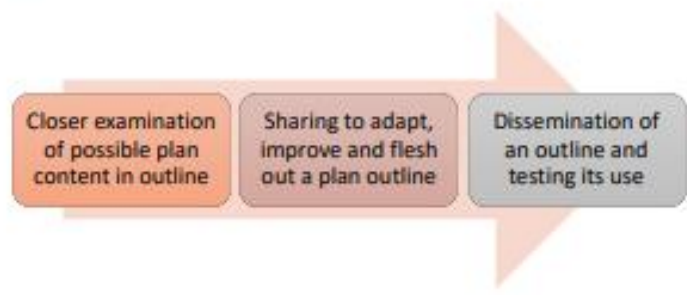 Closer examination
of possible plan
content in outline
Sharing to adapt,
improve and flesh
out a plan outline
Dissemination of
an outline and
testing its use